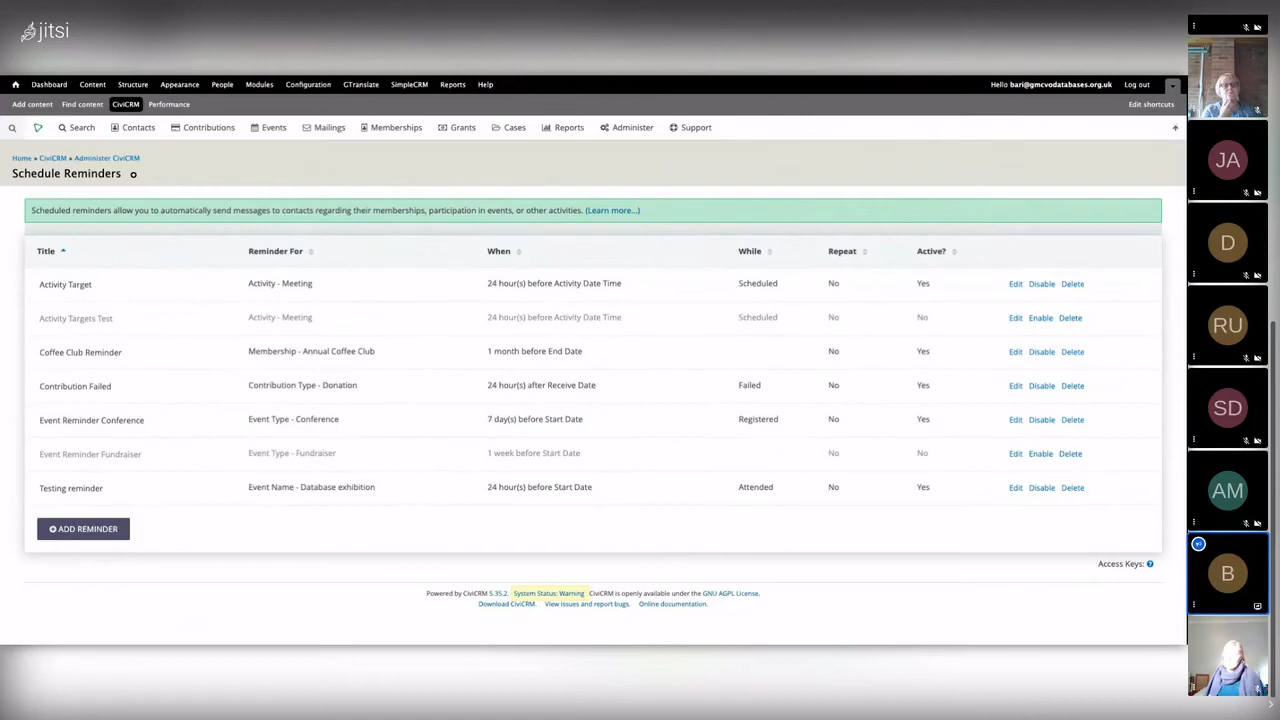 jitsi
Dashboard Content Structure Appearance People Modules Configuration GTranslate SimpleCRM Reports Help Hello bari@gmcvodatabases.org.uk Log out
Add content Find content CiviCRM Performance Edit shortcuts
Search Contacts Contributions Events Mailings Memberships Grants Cases Reports Administer Support
Home » CiviCRM » Administer CiviCRM
Schedule Reminders
Scheduled reminders allow you to automatically send messages to contacts regarding their memberships, participation in events, or other activities. (Learn more...)
Title Reminder For When While Repeat Active?
Activity Target Activity - Meeting 24 hour(s) before Activity Date Time Scheduled No Yes Edit Disable Delete
Activity Targets Test Activity - Meeting 24 hour(s) before Activity Date Time Scheduled No No Edit Enable Delete
Coffee Club Reminder Membership - Annual Coffee Club 1 month before End Date No Yes Edit Disable Delete
Contribution Failed Contribution Type - Donation 24 hour(s) after Receive Date Failed No Yes Edit Disable Delete
Event Reminder Conference Event Type - Conference 7 day(s) before Start Date Registered No Yes Edit Disable Delete
Event Reminder Fundraiser Event Type - Fundraiser 1 week before Start Date No No Edit Enable Delete
Testing reminder Event Name - Database exhibition 24 hour(s) before Start Date Attended No Yes Edit Disable Delete
ADD REMINDER
Access Keys: ?
Powered by CiviCRM 5.35.2. System Status: Warning CiviCRM is openly available under the GNU AGPL License.
Download CiviCRM. View issues and report bugs. Online documentation.
JA
D
RU
SD
AM
B